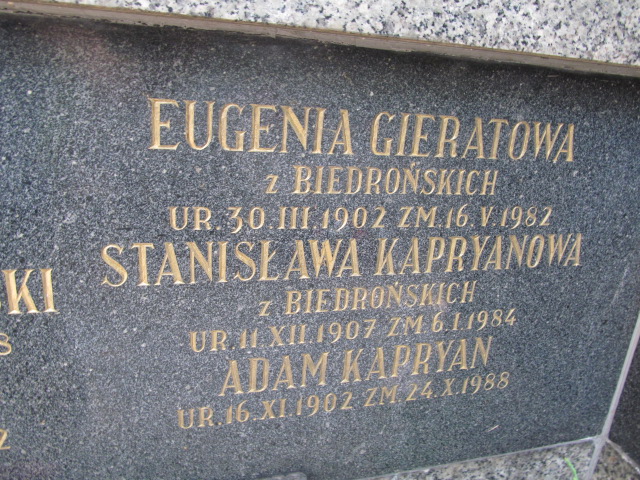 EUGENIA GIERATOWA
z BIEDROŃSKICH
UR. 30.III.1902 ZM. 16.V.1982
STANISŁAWA KAPRYANOWA
z BIEDROŃSKICH
UR. 11 XII.1907 ZM. 6.I.1984
ADAM KAPRYAN
UR. 16.XI.1902 ZM. 24.X.1988